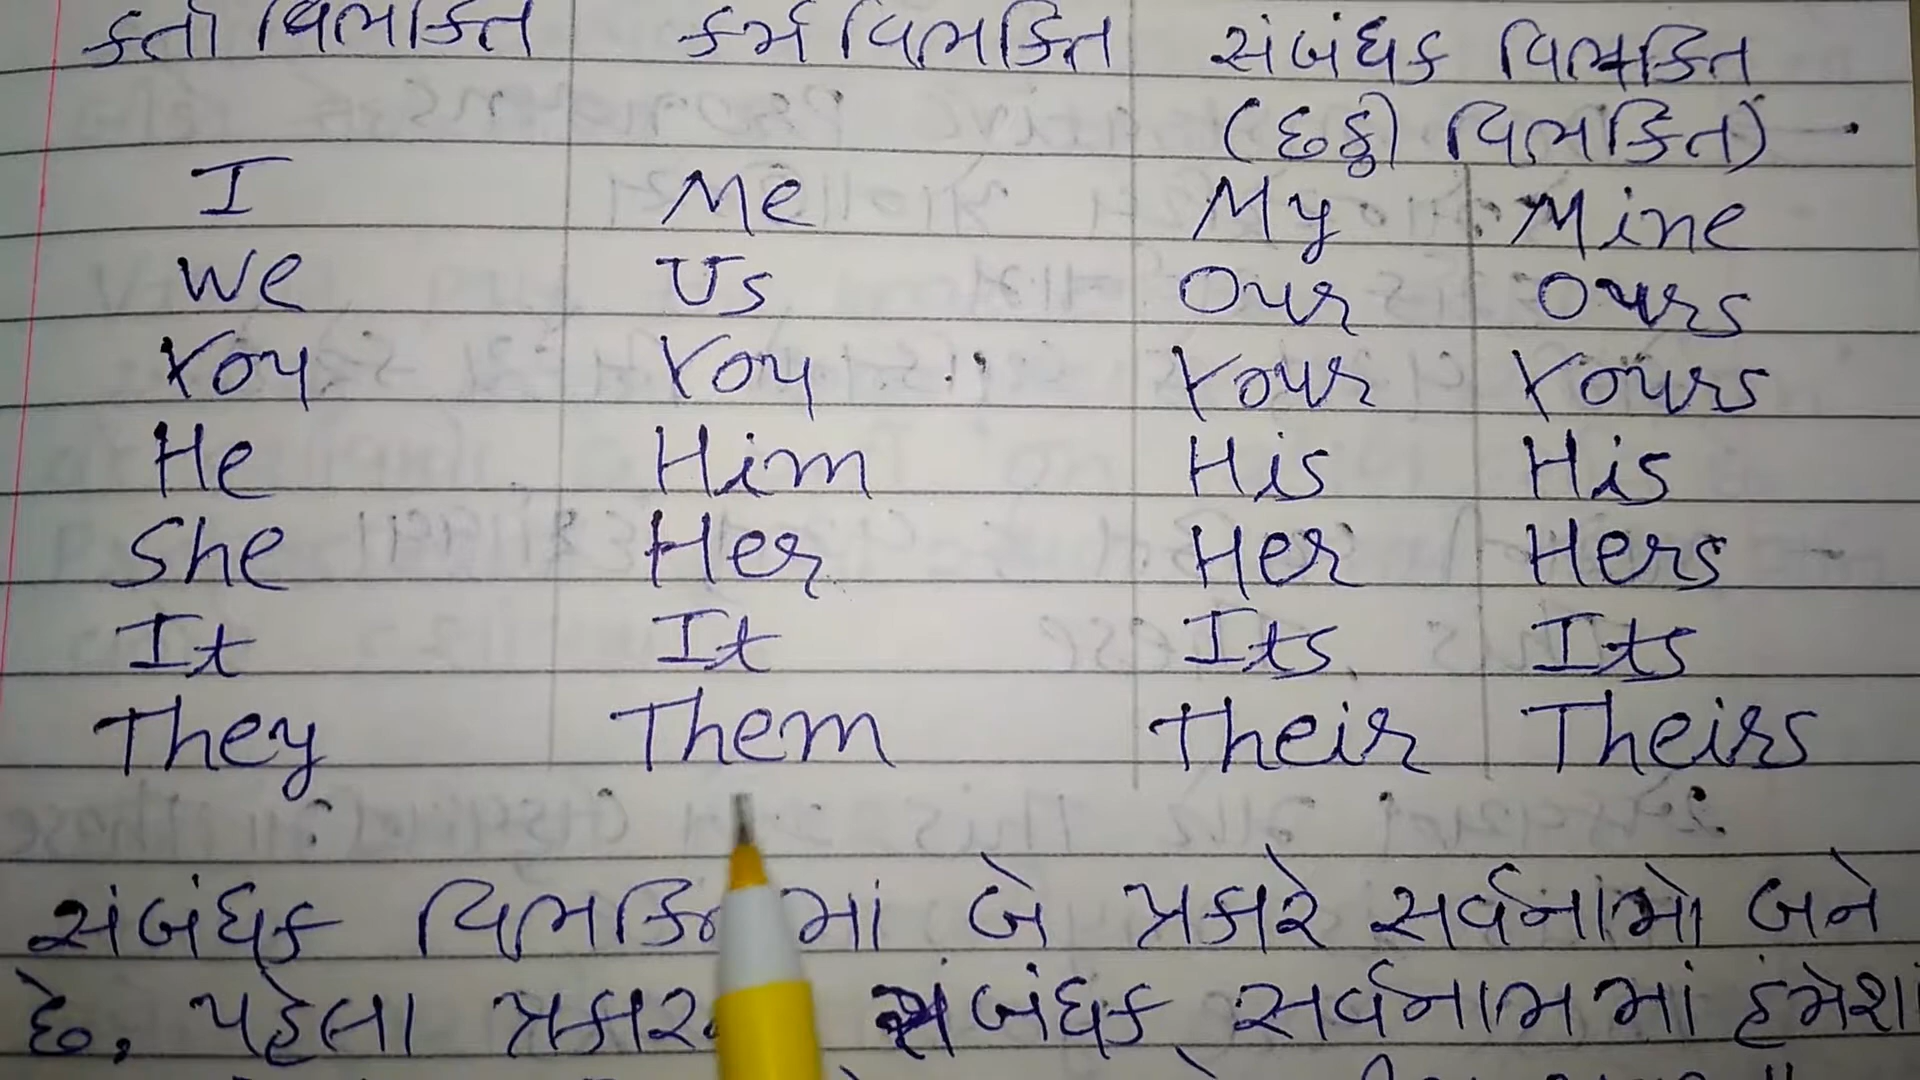 કર્તા વિભક્તિ કર્મ વિભક્તિ સંબંધક વિભક્તિ
(છઠ્ઠી વિભક્તિ)
I Me My Mine
We Us Our Ours
You You Your Yours
He Him His His
She Her Her Hers
It It Its Its
They Them Their Theirs
સંબંધક વિભક્તિમાં બે પ્રકારે સર્વનામો બને
છે. પહેલા પ્રકારના સંબંધક સર્વનામમાં હંમેશાં